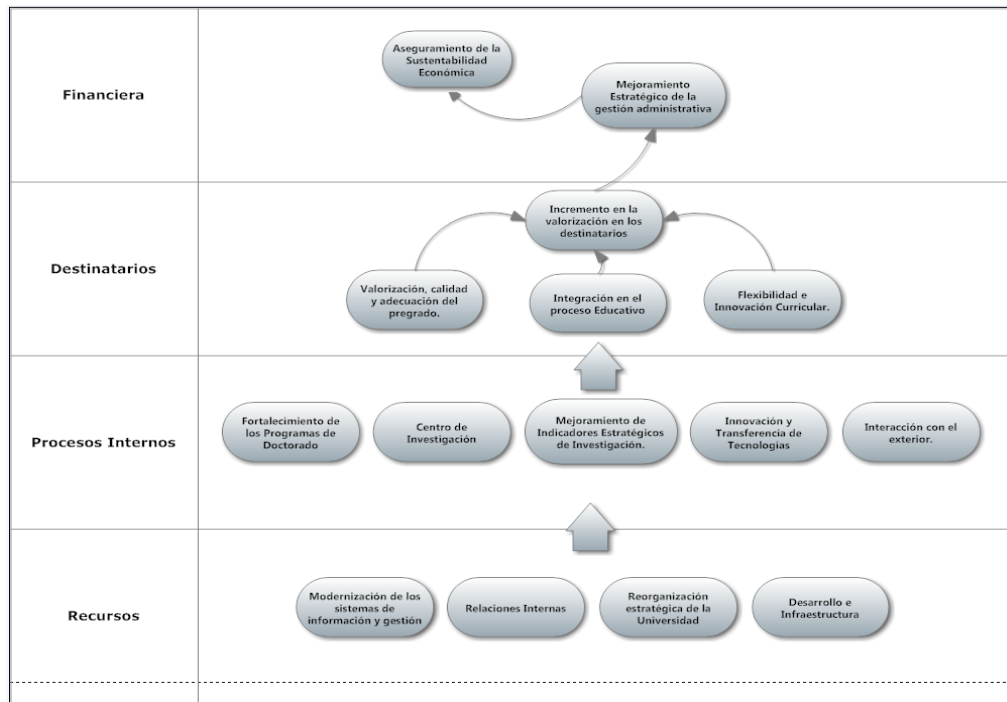 Financiera
Aseguramiento de la
Sustentabilidad
Económica
Mejoramiento
Estratégico de la
gestión administrativa
Destinatarios
Incremento en la
valorización en los
destinatarios
Valorización, calidad
y adecuación del
pregrado.
Integración en el
proceso Educativo
Flexibilidad e
Innovación Curricular.
Procesos Internos
Fortalecimiento de
los Programas de
Doctorado
Centro de
Investigación
Mejoramiento de
Indicadores Estratégicos
de Investigación.
Innovación y
Transferencia de
Tecnologías
Interacción con el
exterior.
Recursos
Modernización de los
sistemas de
información y gestión
Relaciones Internas
Reorganización
estratégica de la
Universidad
Desarrollo e
Infraestructura